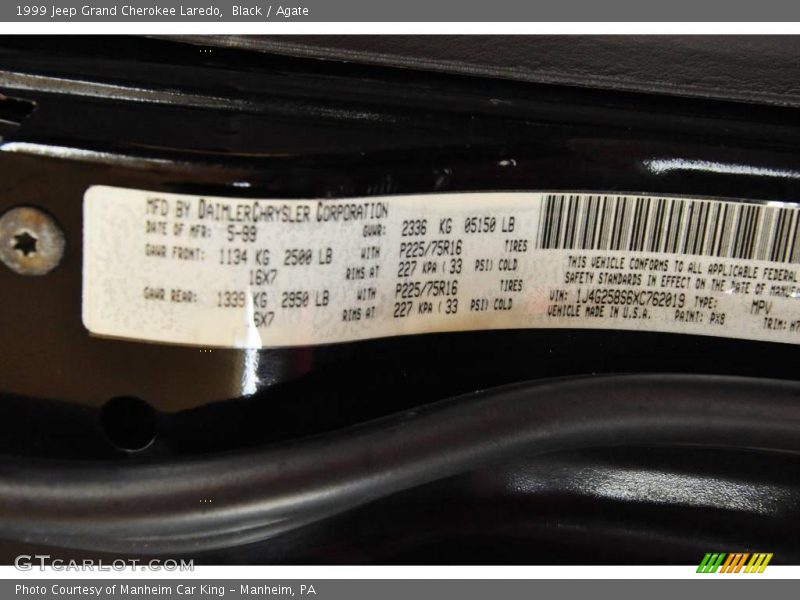 1999 Jeep Grand Cherokee Laredo, Black / Agate
MFD BY DAIMLERCHRYSLER CORPORATION
DATE OF MFR: 5-99 GVWR: 2336 KG 05150 LB
GAWR FRONT: 1134 KG 2500 LB WITH P225/75R16 TIRES
16X7 RIMS AT 227 KPA ( 33 PSI) COLD
GAWR REAR: 1339 KG 2950 LB WITH P225/75R16 TIRES
6X7 RIMS AT 227 KPA ( 33 PSI) COLD
THIS VEHICLE CONFORMS TO ALL APPLICABLE FEDERAL
SAFETY STANDARDS IN EFFECT ON THE DATE OF MANUF
VIN: 1J4G258S6XC762019 TYPE: MPV
VEHICLE MADE IN U.S.A. PAINT: PX8 TRIM:
GTCARLOT.COM
Photo Courtesy of Manheim Car King – Manheim, PA